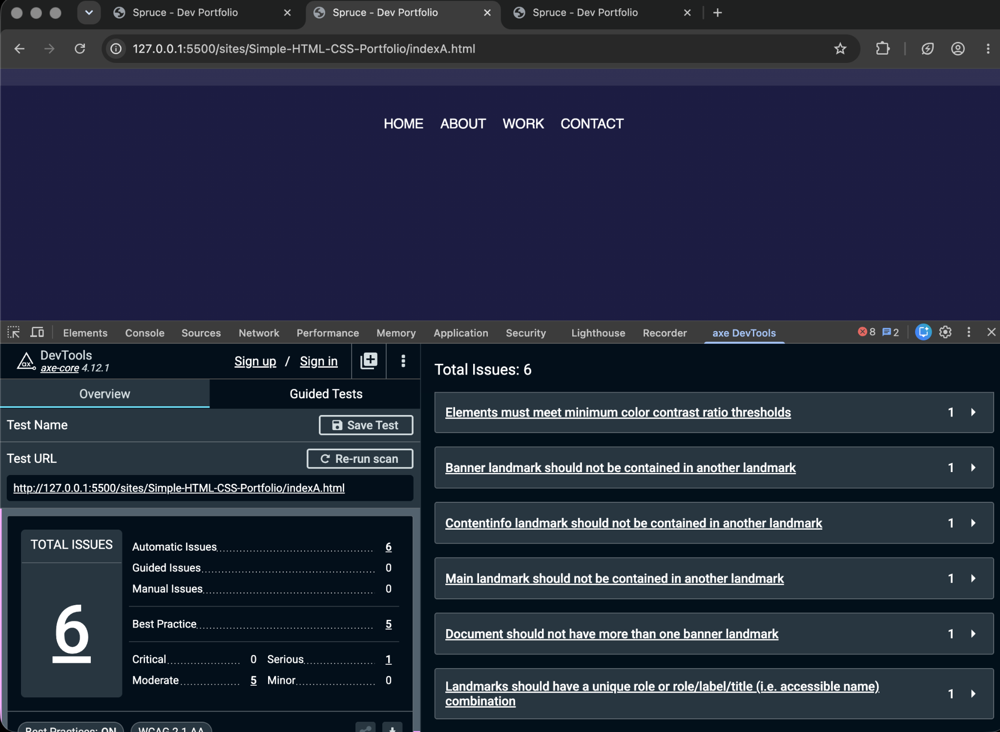 Spruce - Dev Portfolio
Spruce - Dev Portfolio
Spruce - Dev Portfolio
127.0.0.1:5500/sites/Simple-HTML-CSS-Portfolio/indexA.html
HOME ABOUT WORK CONTACT
Elements Console Sources Network Performance Memory Application Security Lighthouse Recorder axe DevTools 8 2
DevTools
axe-core 4.12.1
Sign up / Sign in
Overview
Guided Tests
Test Name
Save Test
Test URL
Re-run scan
http://127.0.0.1:5500/sites/Simple-HTML-CSS-Portfolio/indexA.html
TOTAL ISSUES
6
Automatic Issues 6
Guided Issues 0
Manual Issues 0
Best Practice 5
Critical 0 Serious 1
Moderate 5 Minor 0
Best Practices: ON
WCAG 2.1 AA
Total Issues: 6
Elements must meet minimum color contrast ratio thresholds 1
Banner landmark should not be contained in another landmark 1
Contentinfo landmark should not be contained in another landmark 1
Main landmark should not be contained in another landmark 1
Document should not have more than one banner landmark 1
Landmarks should have a unique role or role/label/title (i.e. accessible name)
combination 1